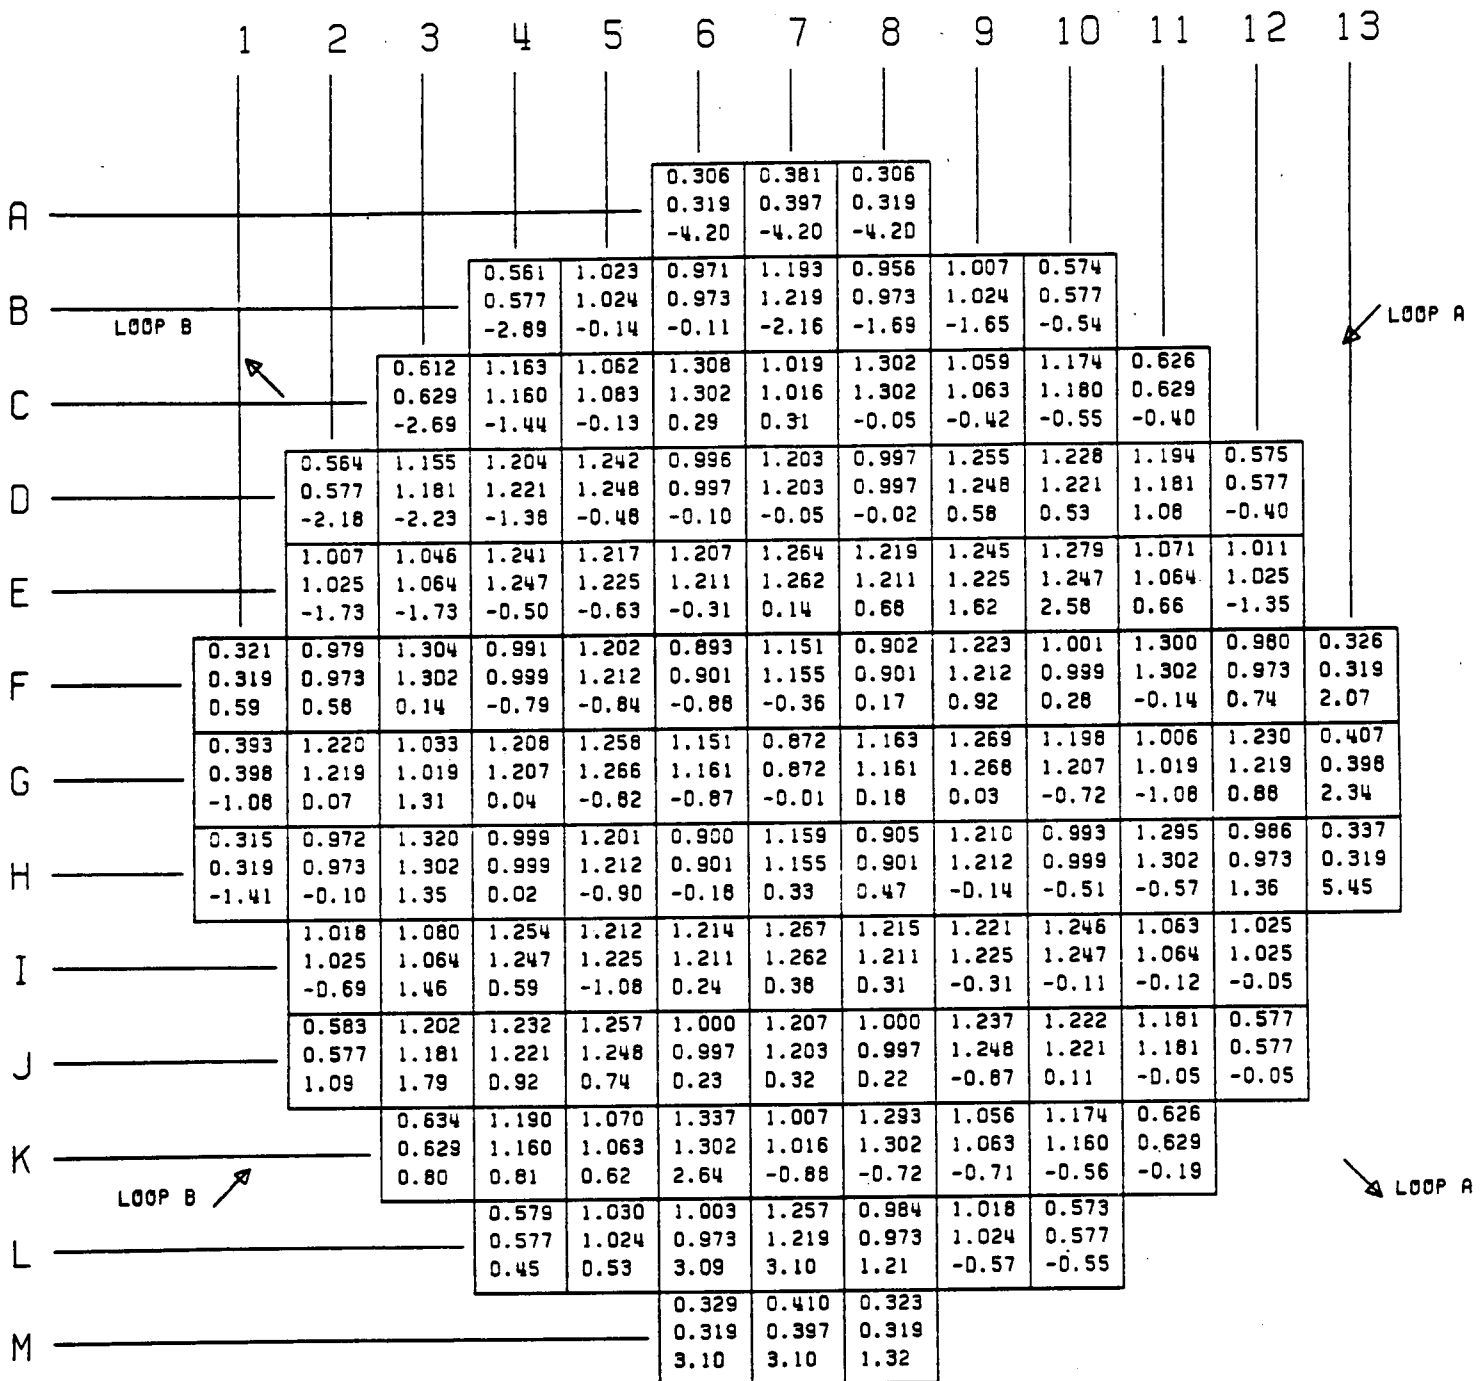 1 2 3 4 5 6 7 8 9 10 11 12 13
0.306 0.381 0.306
A 0.319 0.397 0.319
-4.20 -4.20 -4.20
0.561 1.023 0.971 1.193 0.956 1.007 0.574
B 0.577 1.024 0.973 1.219 0.973 1.024 0.577
LOOP B -2.89 -0.14 -0.11 -2.16 -1.69 -1.65 -0.54 LOOP A
0.612 1.163 1.062 1.308 1.019 1.302 1.059 1.174 0.626
C 0.629 1.160 1.083 1.302 1.016 1.302 1.063 1.180 0.629
-2.69 -1.44 -0.13 0.29 0.31 -0.05 -0.42 -0.55 -0.40
0.564 1.155 1.204 1.242 0.996 1.203 0.997 1.255 1.228 1.194 0.575
D 0.577 1.181 1.221 1.248 0.997 1.203 0.997 1.248 1.221 1.181 0.577
-2.18 -2.23 -1.38 -0.48 -0.10 -0.05 -0.02 0.58 0.53 1.08 -0.40
1.007 1.046 1.241 1.217 1.207 1.264 1.219 1.245 1.279 1.071 1.011
E 1.025 1.064 1.247 1.225 1.211 1.262 1.211 1.225 1.247 1.064 1.025
-1.73 -1.73 -0.50 -0.63 -0.31 0.14 0.68 1.62 2.58 0.66 -1.35
0.321 0.979 1.304 0.991 1.202 0.893 1.151 0.902 1.223 1.001 1.300 0.980 0.326
F 0.319 0.973 1.302 0.999 1.212 0.901 1.155 0.901 1.212 0.999 1.302 0.973 0.319
0.59 0.58 0.14 -0.79 -0.84 -0.88 -0.36 0.17 0.92 0.28 -0.14 0.74 2.07
0.393 1.220 1.033 1.208 1.258 1.151 0.872 1.163 1.269 1.198 1.006 1.230 0.407
G 0.398 1.219 1.019 1.207 1.266 1.161 0.872 1.161 1.268 1.207 1.019 1.219 0.398
-1.08 0.07 1.31 0.04 -0.62 -0.87 -0.01 0.18 0.03 -0.72 -1.08 0.88 2.34
0.315 0.972 1.320 0.999 1.201 0.900 1.159 0.905 1.210 0.993 1.295 0.986 0.337
H 0.319 0.973 1.302 0.999 1.212 0.901 1.155 0.901 1.212 0.999 1.302 0.973 0.319
-1.41 -0.10 1.35 0.02 -0.90 -0.18 0.33 0.47 -0.14 -0.51 -0.57 1.36 5.45
1.018 1.080 1.254 1.212 1.214 1.267 1.215 1.221 1.246 1.063 1.025
I 1.025 1.064 1.247 1.225 1.211 1.262 1.211 1.225 1.247 1.064 1.025
-0.69 1.46 0.59 -1.08 0.24 0.38 0.31 -0.31 -0.11 -0.12 -0.05
0.583 1.202 1.232 1.257 1.000 1.207 1.000 1.237 1.222 1.181 0.577
J 0.577 1.181 1.221 1.248 0.997 1.203 0.997 1.248 1.221 1.181 0.577
1.09 1.79 0.92 0.74 0.23 0.32 0.22 -0.87 0.11 -0.05 -0.05
0.634 1.190 1.070 1.337 1.007 1.293 1.056 1.174 0.626
K 0.629 1.160 1.063 1.302 1.016 1.302 1.063 1.160 0.629
0.80 0.81 0.62 2.64 -0.88 -0.72 -0.71 -0.56 -0.19
LOOP B LOOP A
0.579 1.030 1.003 1.257 0.984 1.018 0.573
L 0.577 1.024 0.973 1.219 0.973 1.024 0.577
0.45 0.53 3.09 3.10 1.21 -0.57 -0.55
0.329 0.410 0.323
M 0.319 0.397 0.319
3.10 3.10 1.32